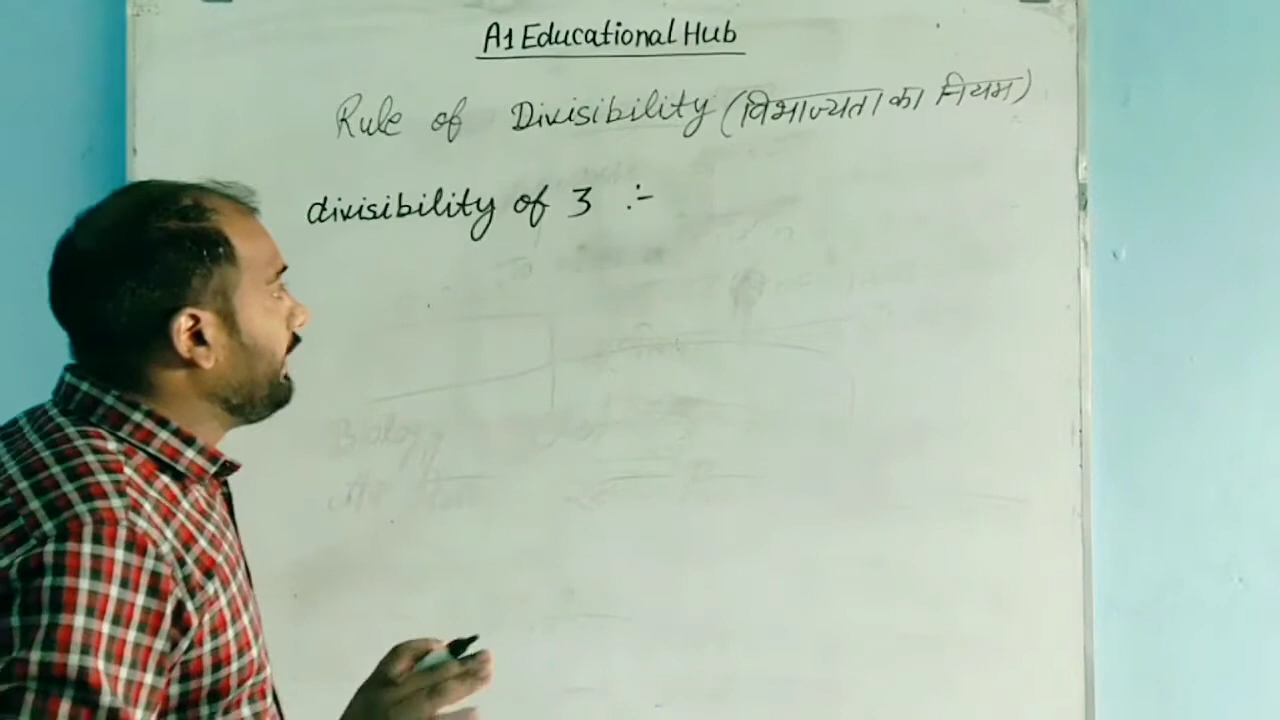 A1 Educational Hub
Rule of Divisibility (विभाज्यता का नियम)
divisibility of 3 :-